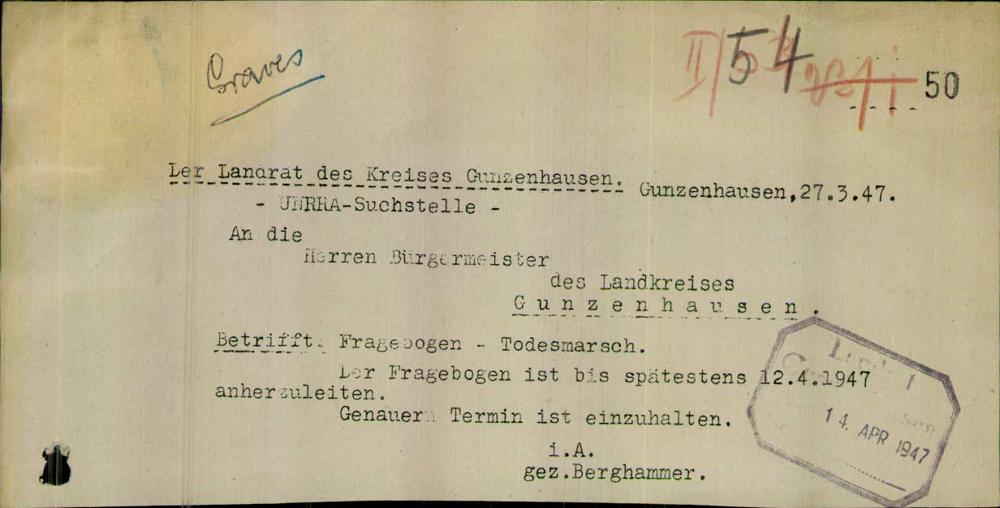 Graves
II/54
50
Der Landrat des Kreises Gunzenhausen. Gunzenhausen,27.3.47.
- UNRRA-Suchstelle -
An die
Herren Bürgermeister
des Landkreises
Gunzenhausen.
Betrifft: Fragebogen - Todesmarsch.
Der Fragebogen ist bis spätestens 12.4.1947
anherzuleiten.
Genauer Termin ist einzuhalten.
i.A.
gez.Berghammer.
14. APR 1947